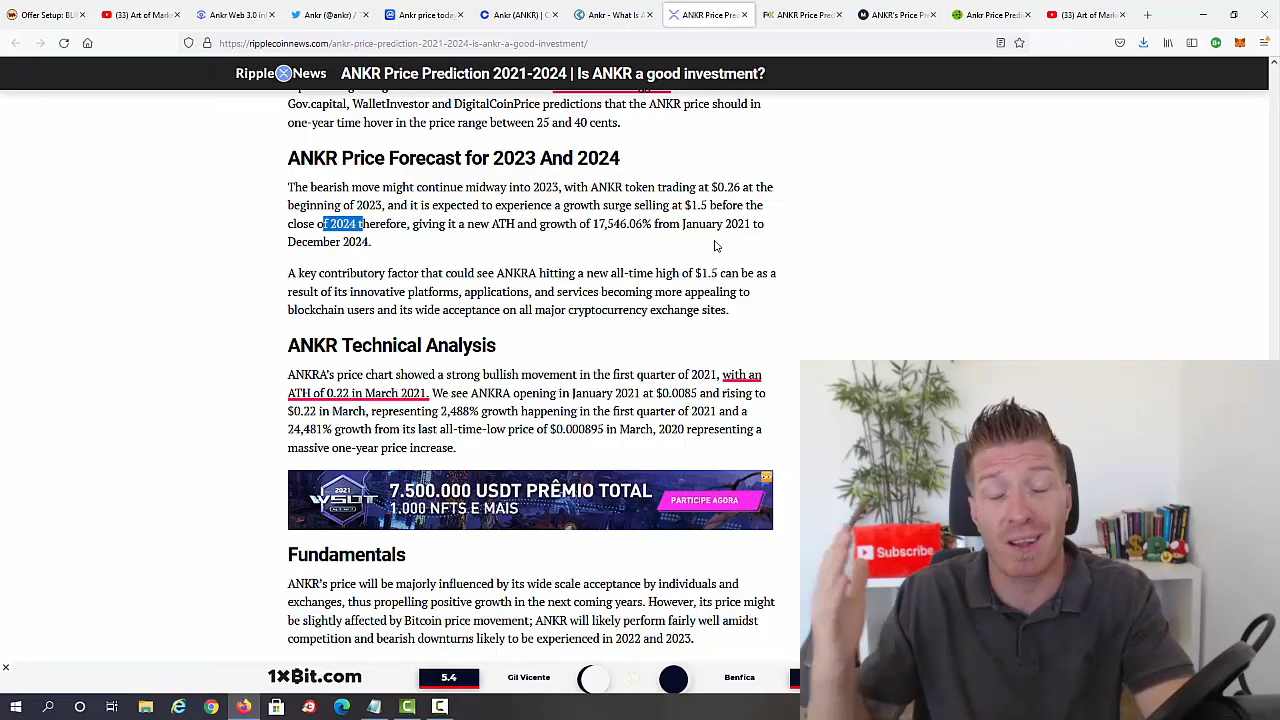 Offer Setup: BUI
(33) Art of Mark
Ankr Web 3.0 in
Ankr (@ankr) / T
Ankr price today
Ankr (ANKR) | C
Ankr - What Is A
ANKR Price Pred
ANKR Price Pred
ANKR's Price Pr
Ankr Price Predi
(33) Art of Mark
https://ripplecoinnews.com/ankr-price-prediction-2021-2024-is-ankr-a-good-investment/
Ripple News ANKR Price Prediction 2021-2024 | Is ANKR a good investment?
Gov.capital, WalletInvestor and DigitalCoinPrice predictions that the ANKR price should in
one-year time hover in the price range between 25 and 40 cents.
ANKR Price Forecast for 2023 And 2024
The bearish move might continue midway into 2023, with ANKR token trading at $0.26 at the
beginning of 2023, and it is expected to experience a growth surge selling at $1.5 before the
close of 2024 therefore, giving it a new ATH and growth of 17,546.06% from January 2021 to
December 2024.
A key contributory factor that could see ANKRA hitting a new all-time high of $1.5 can be as a
result of its innovative platforms, applications, and services becoming more appealing to
blockchain users and its wide acceptance on all major cryptocurrency exchange sites.
ANKR Technical Analysis
ANKRA's price chart showed a strong bullish movement in the first quarter of 2021, with an
ATH of 0.22 in March 2021. We see ANKRA opening in January 2021 at $0.0085 and rising to
$0.22 in March, representing 2,488% growth happening in the first quarter of 2021 and a
24,481% growth from its last all-time-low price of $0.000895 in March, 2020 representing a
massive one-year price increase.
2021
WSOT
7.500.000 USDT PRÊMIO TOTAL
1.000 NFTS E MAIS
PARTICIPE AGORA
Fundamentals
ANKR's price will be majorly influenced by its wide scale acceptance by individuals and
exchanges, thus propelling positive growth in the next coming years. However, its price might
be slightly affected by Bitcoin price movement; ANKR will likely perform fairly well amidst
competition and bearish downturns likely to be experienced in 2022 and 2023.
Subscribe
1XBit.com
5.4
Gil Vicente
Benfica